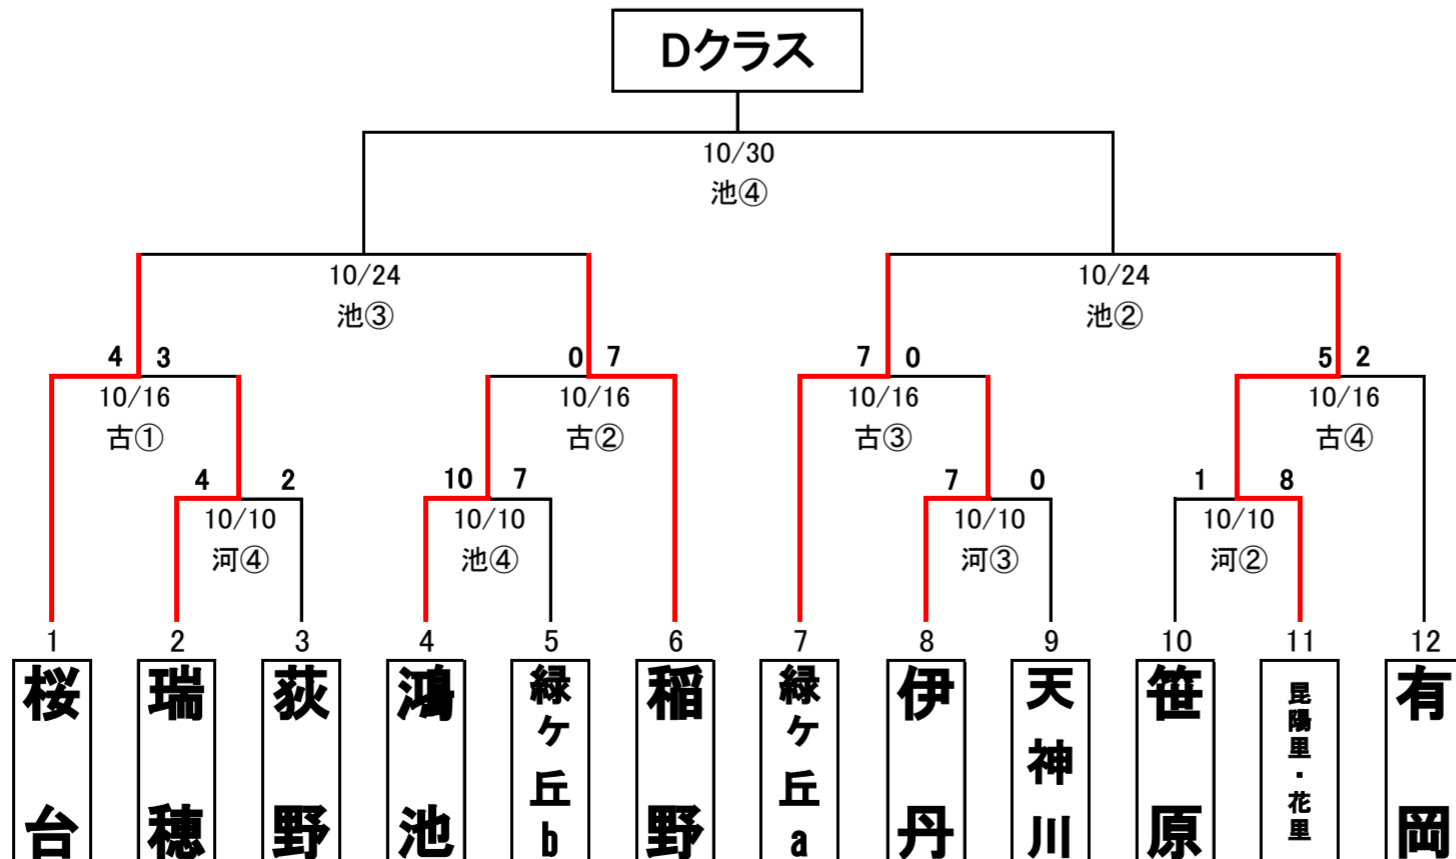 Dクラス
10/30
池④
10/24
池③
10/24
池②
4 3
0 7
7 0
5 2
10/16
古①
10/16
古②
10/16
古③
10/16
古④
4 2
10 7
7 0
1 8
10/10
河④
10/10
池④
10/10
河③
10/10
河②
1 2 3 4 5 6 7 8 9 10 11 12
桜台
瑞穂
荻野
鴻池
緑ケ丘b
稲野
緑ケ丘a
伊丹
天神川
笹原
昆陽里・花里
有岡